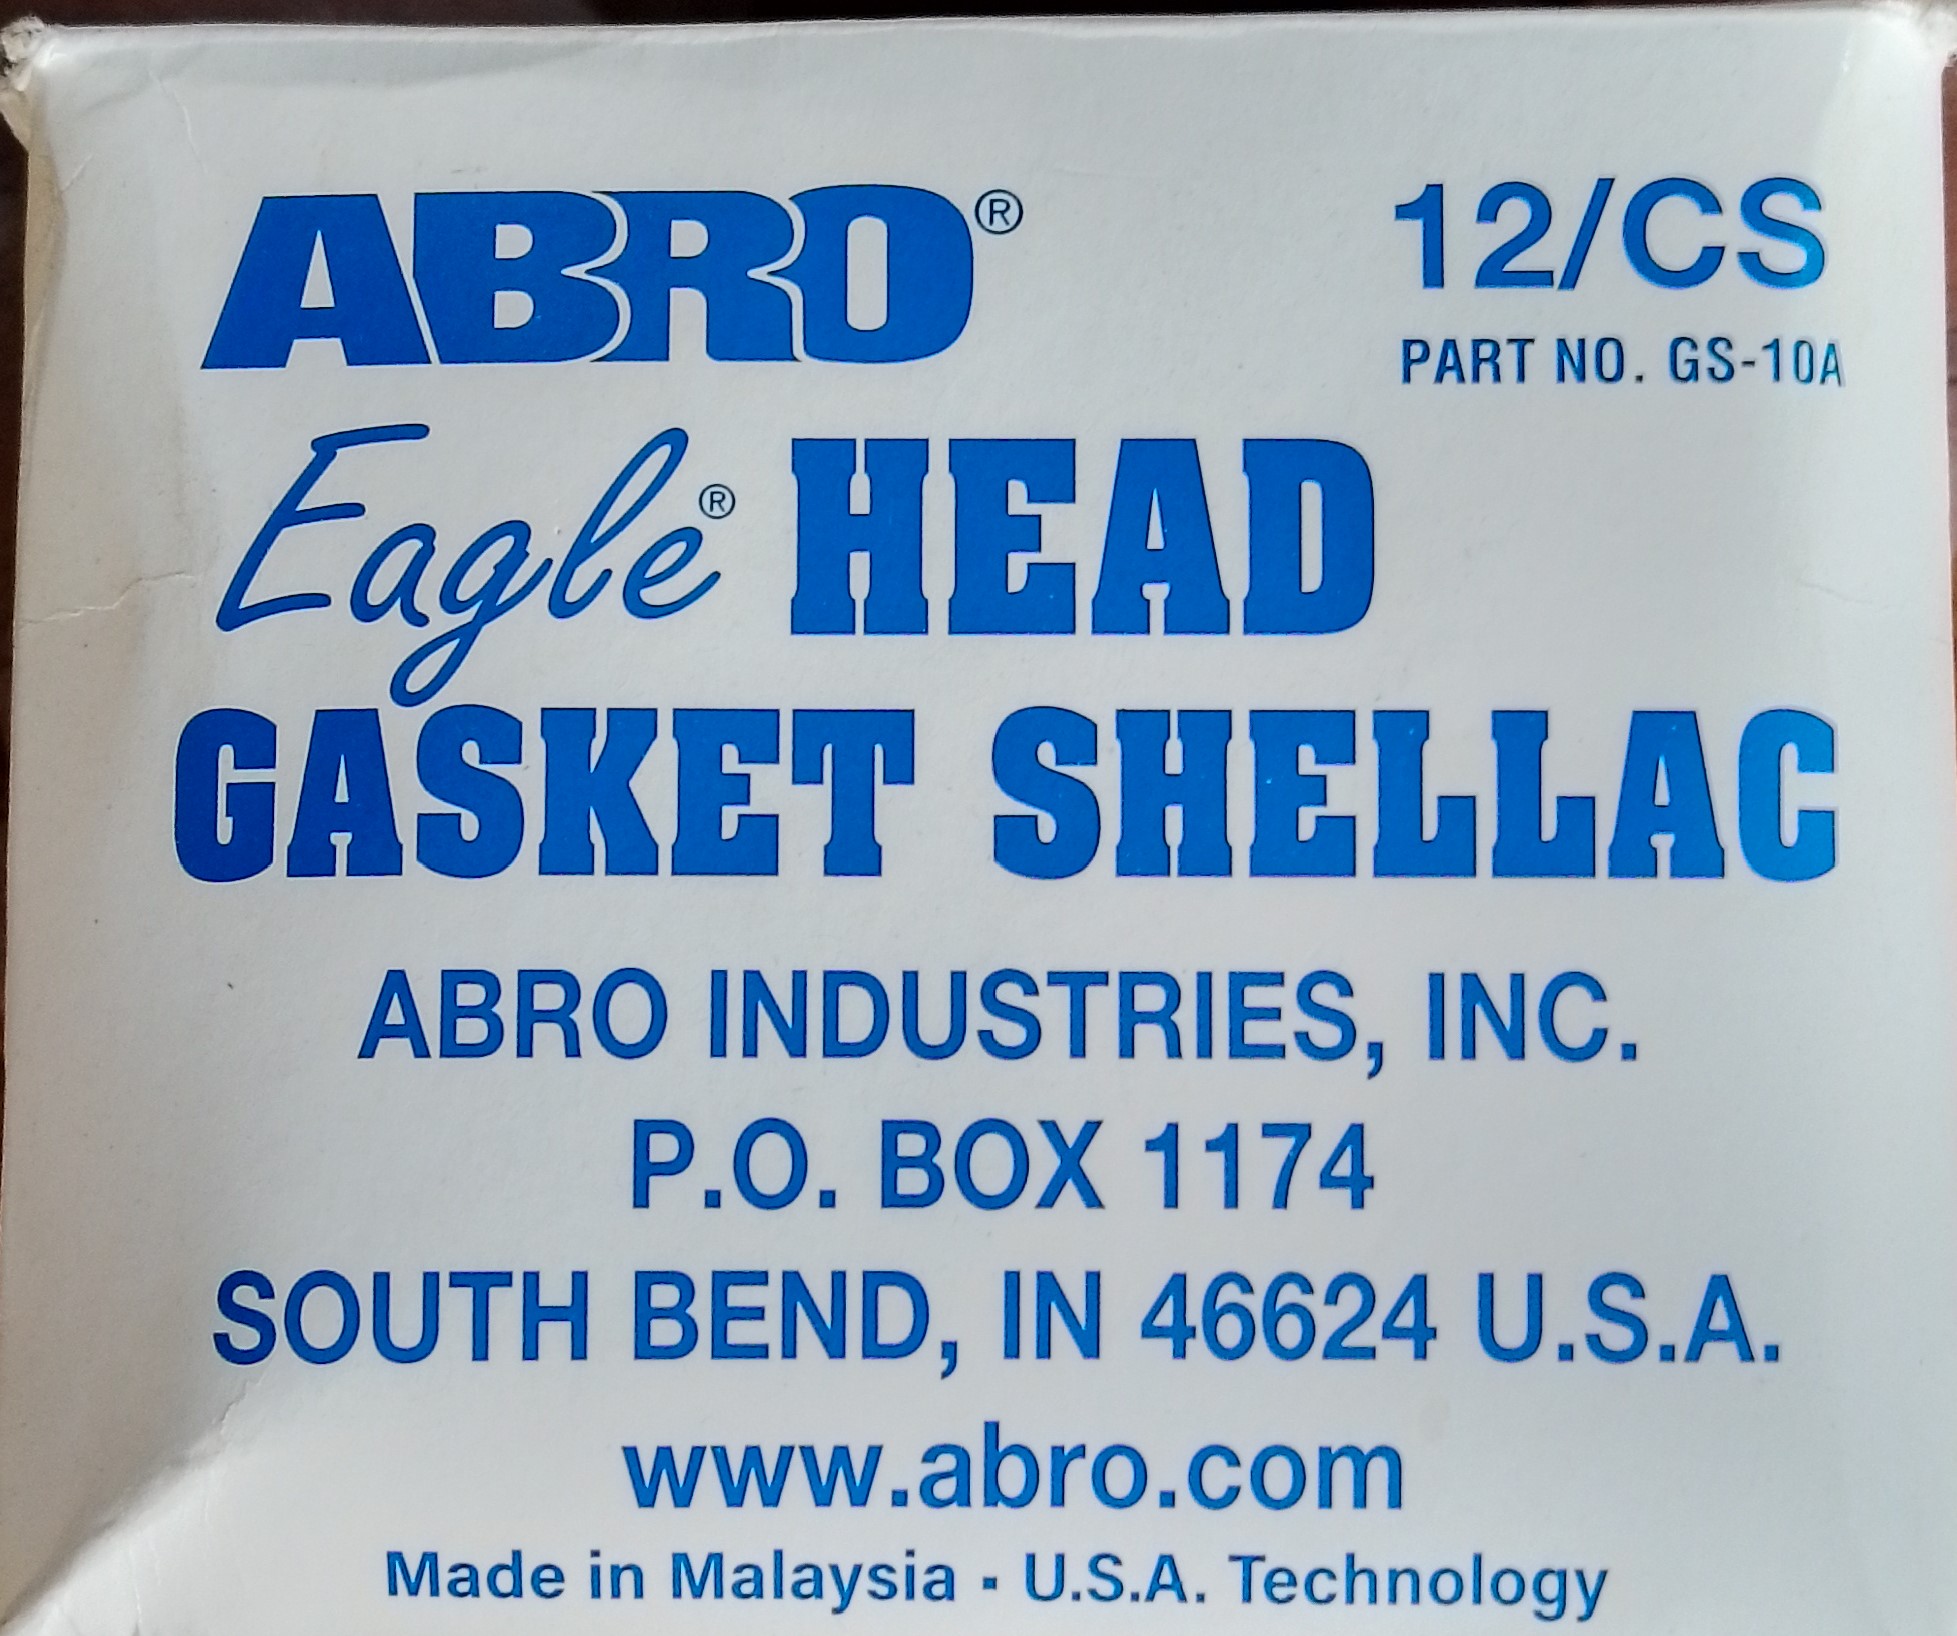 ABRO® 12/CS
PART NO. GS-10A
Eagle® HEAD
GASKET SHELLAC
ABRO INDUSTRIES, INC.
P.O. BOX 1174
SOUTH BEND, IN 46624 U.S.A.
www.abro.com
Made in Malaysia ▪ U.S.A. Technology